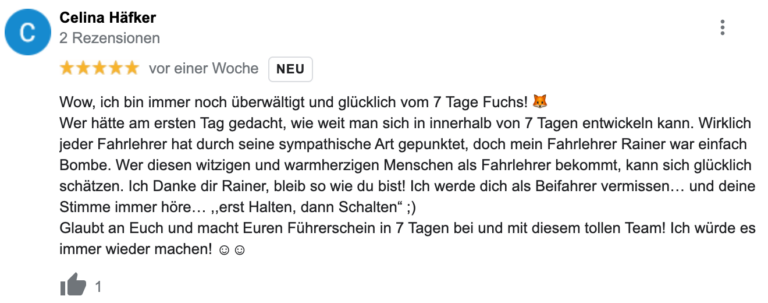 C
Celina Häfker
2 Rezensionen
vor einer Woche NEU
Wow, ich bin immer noch überwältigt und glücklich vom 7 Tage Fuchs! 🦊
Wer hätte am ersten Tag gedacht, wie weit man sich in innerhalb von 7 Tagen entwickeln kann. Wirklich
jeder Fahrlehrer hat durch seine sympathische Art gepunktet, doch mein Fahrlehrer Rainer war einfach
Bombe. Wer diesen witzigen und warmherzigen Menschen als Fahrlehrer bekommt, kann sich glücklich
schätzen. Ich Danke dir Rainer, bleib so wie du bist! Ich werde dich als Beifahrer vermissen… und deine
Stimme immer höre… ,,erst Halten, dann Schalten“ ;)
Glaubt an Euch und macht Euren Führerschein in 7 Tagen bei und mit diesem tollen Team! Ich würde es
immer wieder machen! ☺☺
1